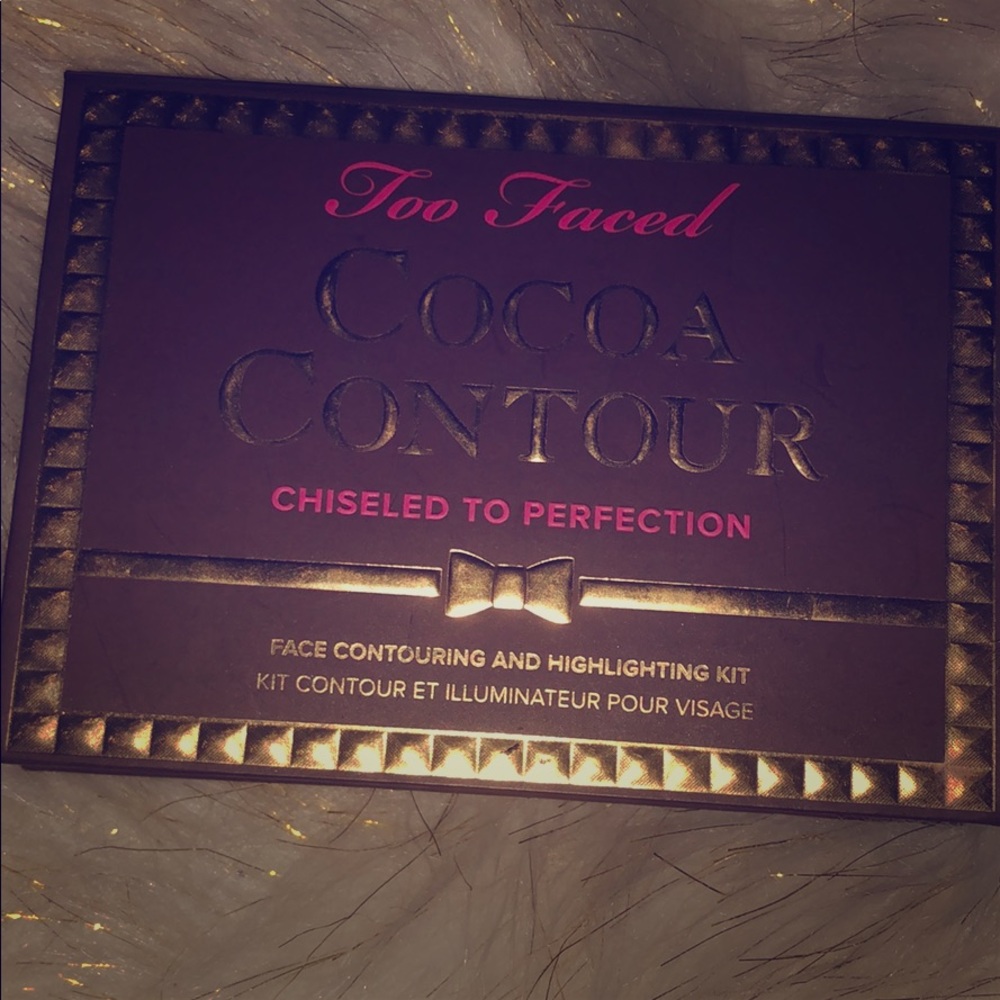 Too Faced
COCOA
CONTOUR
CHISELED TO PERFECTION
FACE CONTOURING AND HIGHLIGHTING KIT
KIT CONTOUR ET ILLUMINATEUR POUR VISAGE